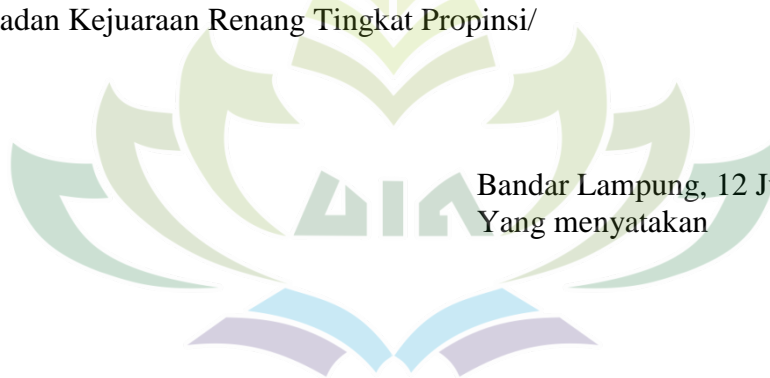 adan Kejuaraan Renang Tingkat Propinsi/
Bandar Lampung, 12 J
Yang menyatakan